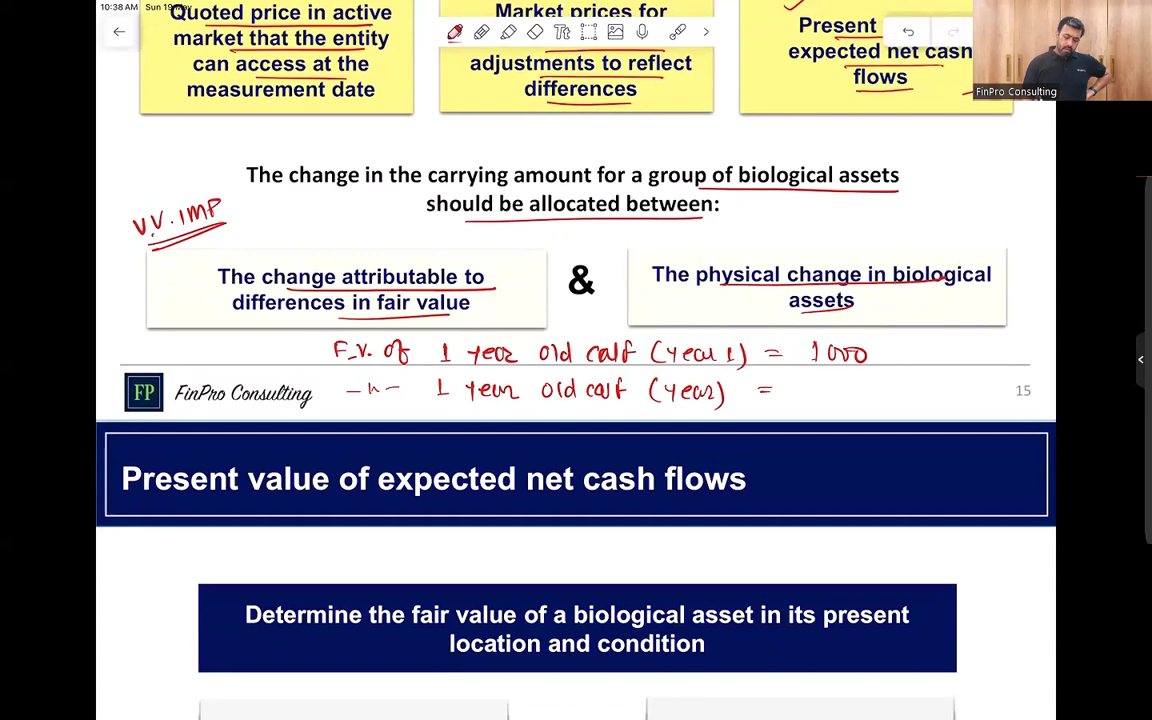 10:38 AM Sun 19 May
Quoted price in active
market that the entity
can access at the
measurement date
Market prices for
adjustments to reflect
differences
Present
expected net cash
flows
FinPro Consulting
The change in the carrying amount for a group of biological assets
should be allocated between:
V.V. IMP
The change attributable to
differences in fair value
&
The physical change in biological
assets
F.V. of 1 year old calf (year 1) = 1000
-"- 1 year old calf (year) =
FP FinPro Consulting
15
Present value of expected net cash flows
Determine the fair value of a biological asset in its present
location and condition